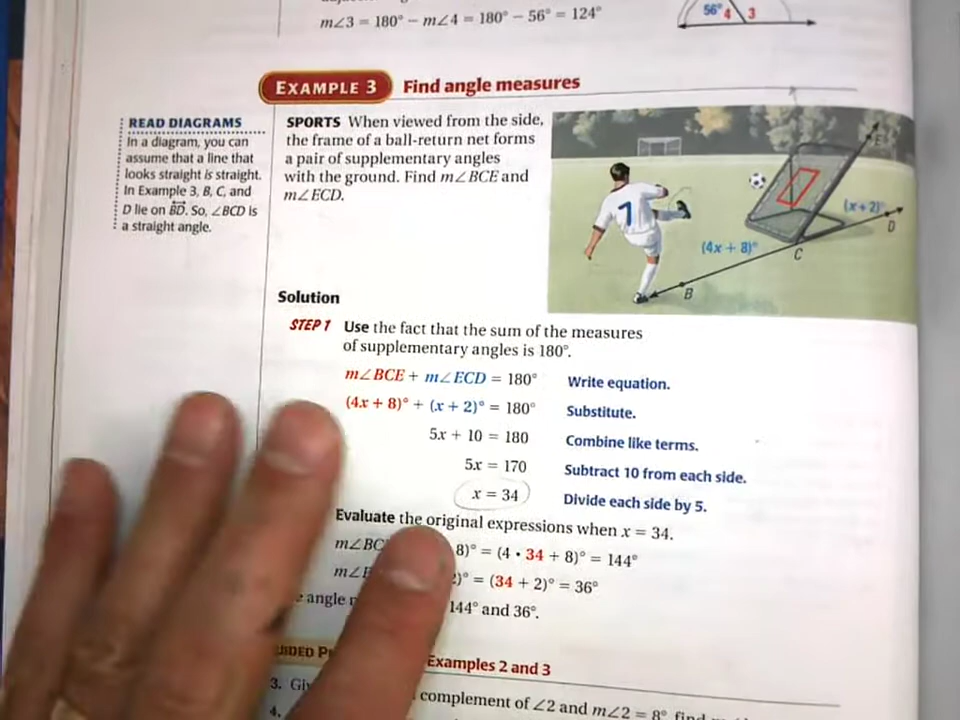 m∠3 = 180° − m∠4 = 180° − 56° = 124°
56° 4 3
EXAMPLE 3 Find angle measures
READ DIAGRAMS
In a diagram, you can
assume that a line that
looks straight is straight.
In Example 3, B, C, and
D lie on BD. So, ∠BCD is
a straight angle.
SPORTS When viewed from the side,
the frame of a ball-return net forms
a pair of supplementary angles
with the ground. Find m∠BCE and
m∠ECD.
7
E
(x + 2)°
D
(4x + 8)°
C
B
Solution
STEP 1 Use the fact that the sum of the measures
of supplementary angles is 180°.
m∠BCE + m∠ECD = 180° Write equation.
(4x + 8)° + (x + 2)° = 180° Substitute.
5x + 10 = 180 Combine like terms.
5x = 170 Subtract 10 from each side.
x = 34 Divide each side by 5.
Evaluate the original expressions when x = 34.
m∠BC 8)° = (4 · 34 + 8)° = 144°
)° = (34 + 2)° = 36°
angle 144° and 36°.
Examples 2 and 3
3. complement of ∠2 and m∠2 = 8°, find
4.